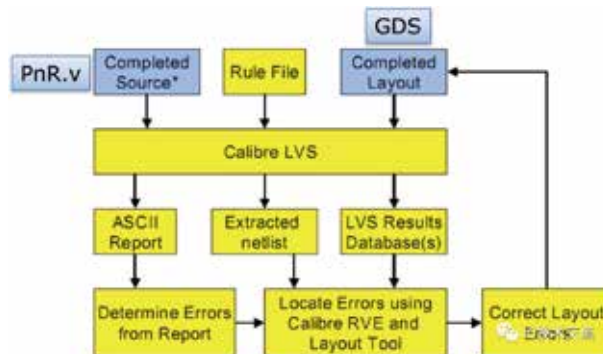 GDS
PnR.v
Completed
Source*
Rule File
Completed
Layout
Calibre LVS
ASCII
Report
Extracted
netlist
LVS Results
Database(s)
Determine Errors
from Report
Locate Errors using
Calibre RVE and
Layout Tool
Correct Layout
Errors